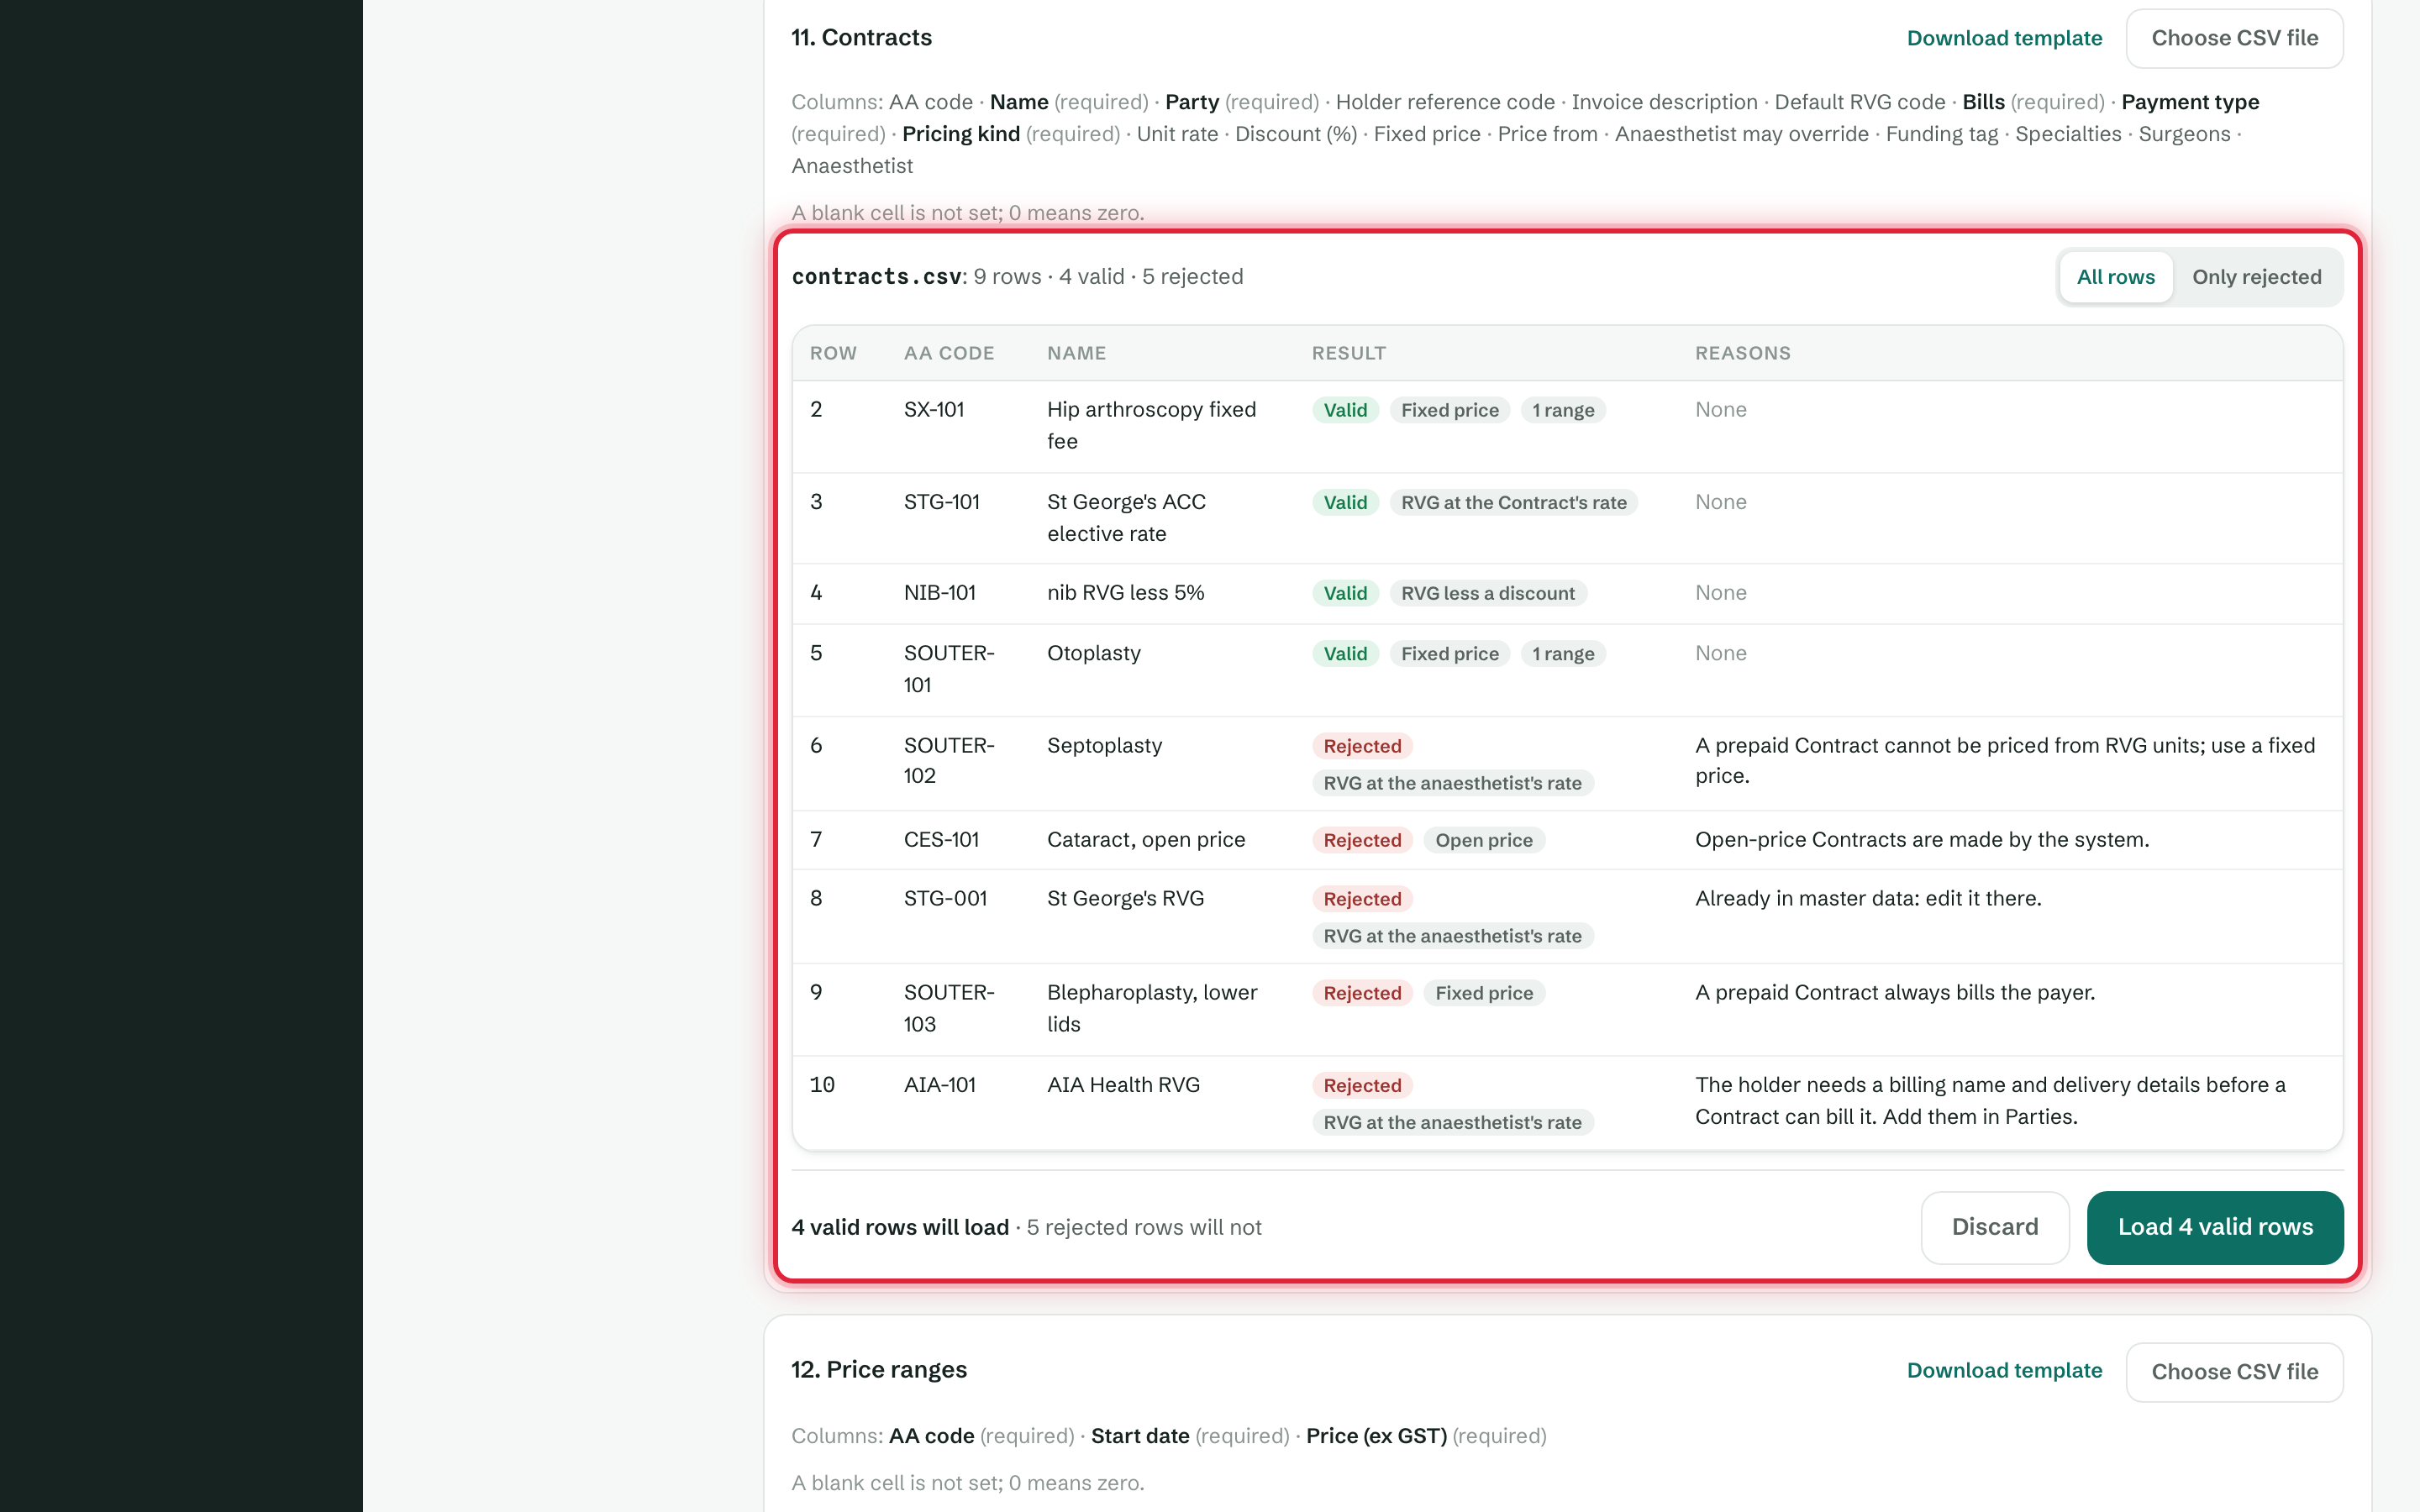 11. Contracts
Download template
Choose CSV file
Columns: AA code · Name (required) · Party (required) · Holder reference code · Invoice description · Default RVG code · Bills (required) · Payment type
(required) · Pricing kind (required) · Unit rate · Discount (%) · Fixed price · Price from · Anaesthetist may override · Funding tag · Specialties · Surgeons ·
Anaesthetist
A blank cell is not set; 0 means zero.
contracts.csv: 9 rows · 4 valid · 5 rejected
All rows
Only rejected
ROW AA CODE NAME RESULT REASONS
2 SX-101 Hip arthroscopy fixed Valid Fixed price 1 range None
fee
3 STG-101 St George's ACC Valid RVG at the Contract's rate None
elective rate
4 NIB-101 nib RVG less 5% Valid RVG less a discount None
5 SOUTER- Otoplasty Valid Fixed price 1 range None
101
6 SOUTER- Septoplasty Rejected A prepaid Contract cannot be priced from RVG units; use a fixed
102 RVG at the anaesthetist's rate price.
7 CES-101 Cataract, open price Rejected Open price Open-price Contracts are made by the system.
8 STG-001 St George's RVG Rejected Already in master data: edit it there.
RVG at the anaesthetist's rate
9 SOUTER- Blepharoplasty, lower Rejected Fixed price A prepaid Contract always bills the payer.
103 lids
10 AIA-101 AIA Health RVG Rejected The holder needs a billing name and delivery details before a
RVG at the anaesthetist's rate Contract can bill it. Add them in Parties.
4 valid rows will load · 5 rejected rows will not
Discard
Load 4 valid rows
12. Price ranges
Download template
Choose CSV file
Columns: AA code (required) · Start date (required) · Price (ex GST) (required)
A blank cell is not set; 0 means zero.